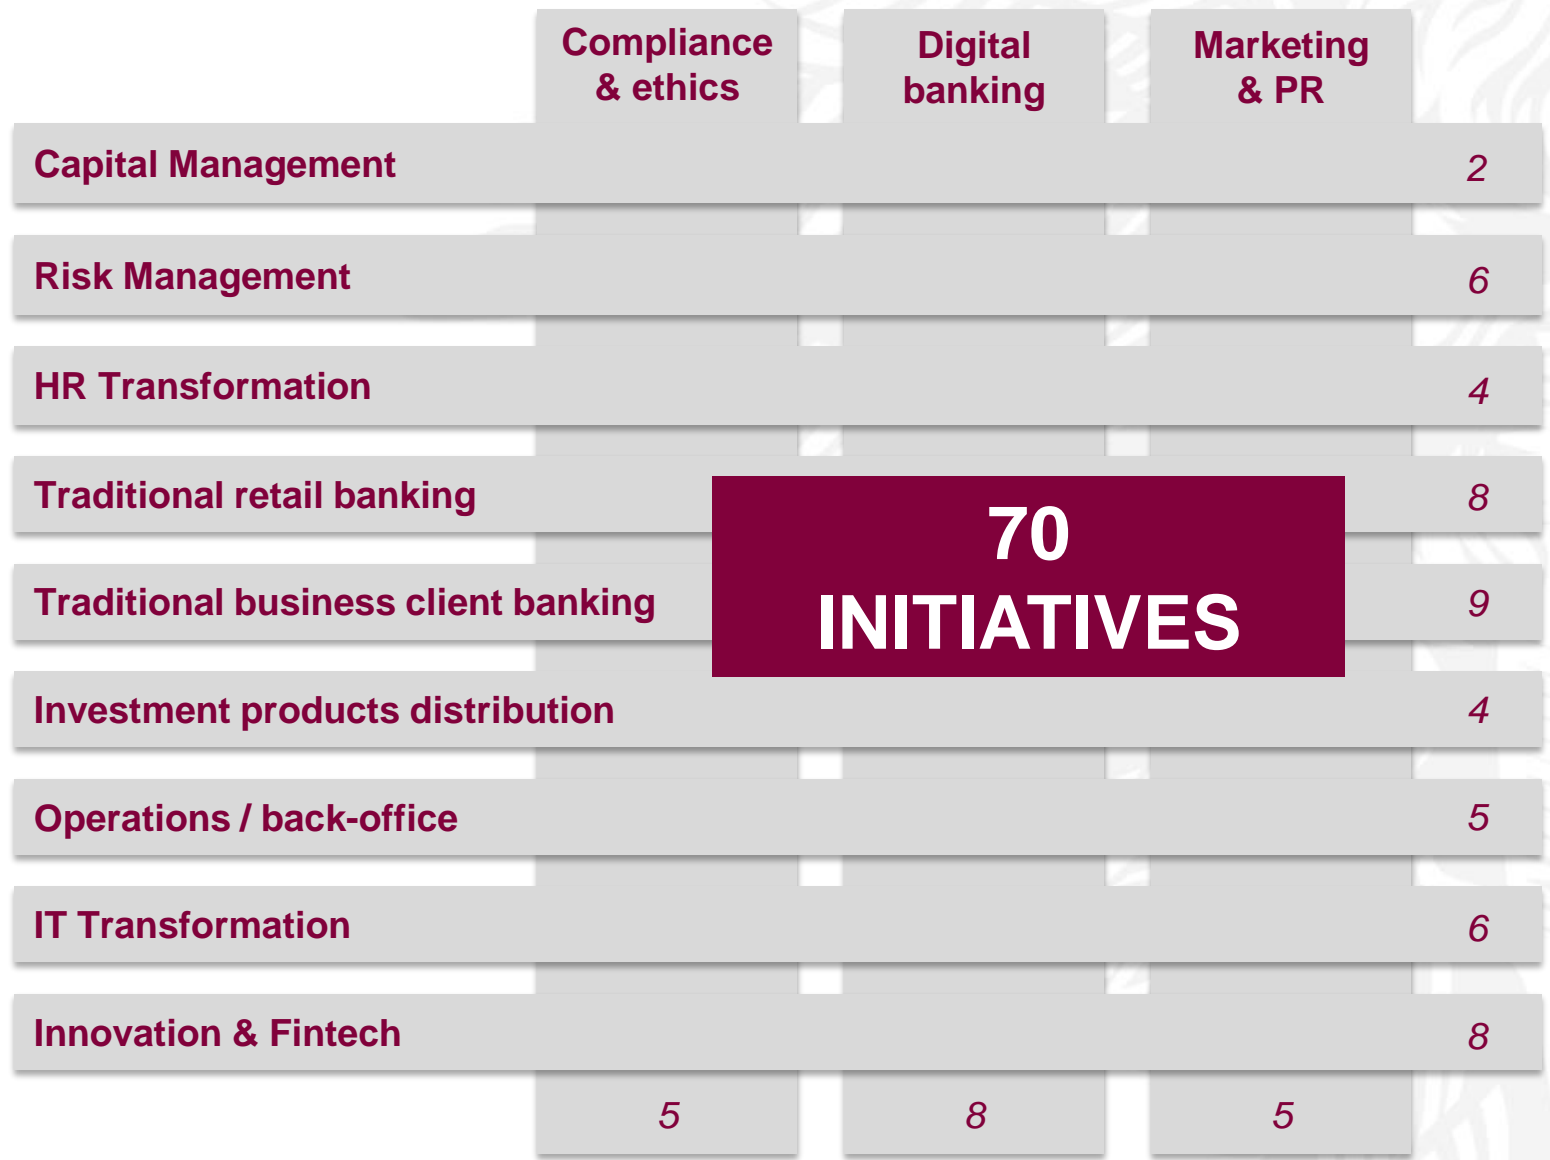 Compliance
& ethics
Digital
banking
Marketing
& PR
Capital Management 2
Risk Management 6
HR Transformation 4
Traditional retail banking 8
70
INITIATIVES
Traditional business client banking 9
Investment products distribution 4
Operations / back-office 5
IT Transformation 6
Innovation & Fintech 8
5 8 5